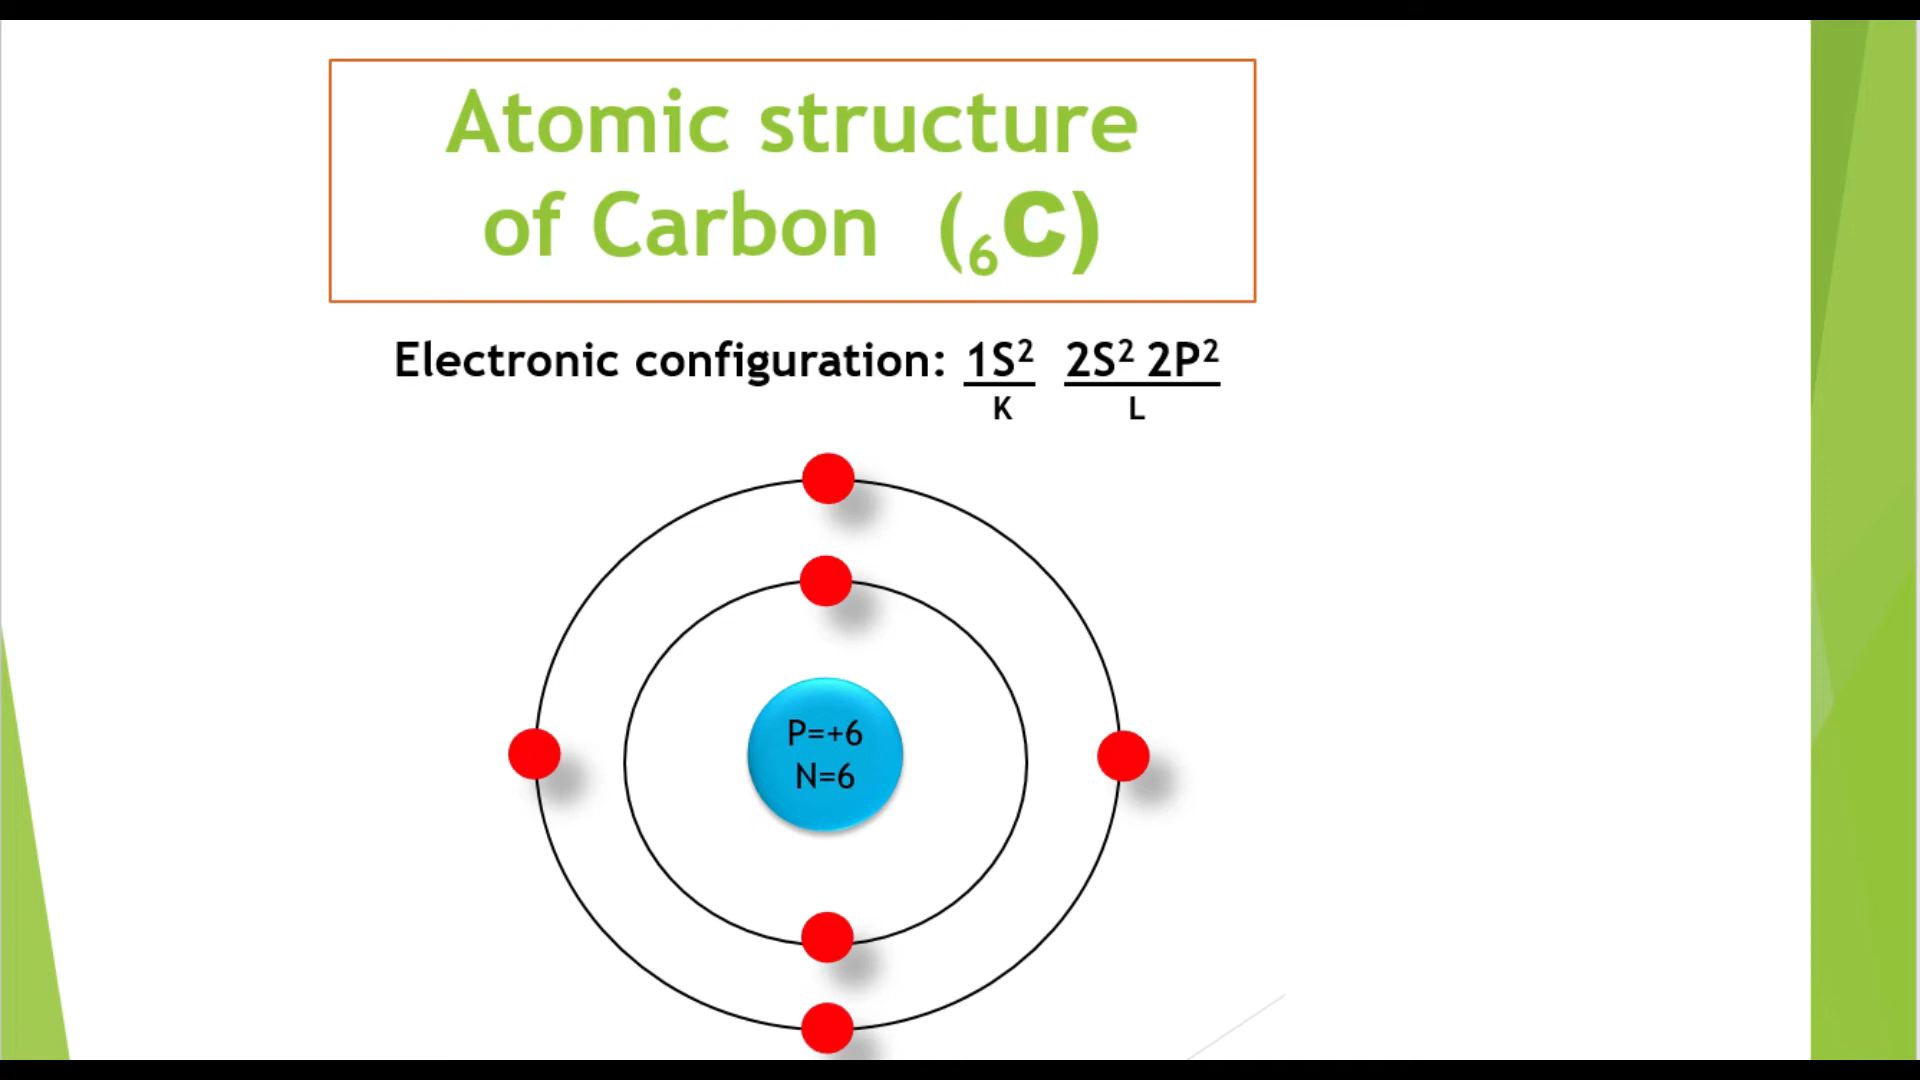 Atomic structure
of Carbon (₆C)
Electronic configuration: 1S² 2S² 2P²
K L
P=+6
N=6